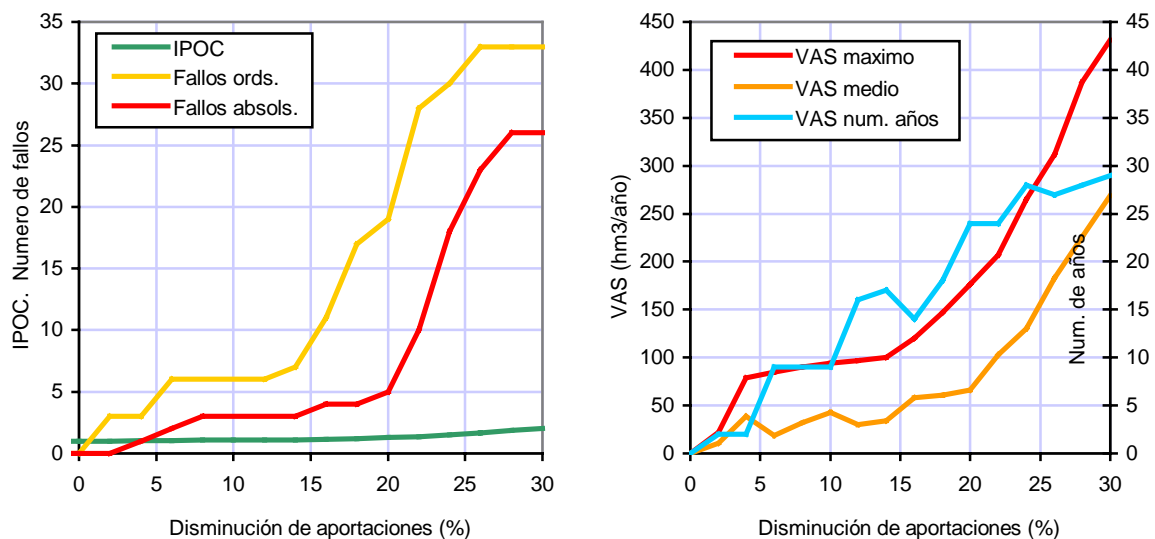 35
30
25
20
15
10
5
0
IPOC. Numero de fallos
IPOC
Fallos ords.
Fallos absols.
0 5 10 15 20 25 30
Disminución de aportaciones (%)
450
400
350
300
250
200
150
100
50
0
VAS (hm3/año)
VAS maximo
VAS medio
VAS num. años
45
40
35
30
25
20
15
10
5
0
Num. de años
0 5 10 15 20 25 30
Disminución de aportaciones (%)